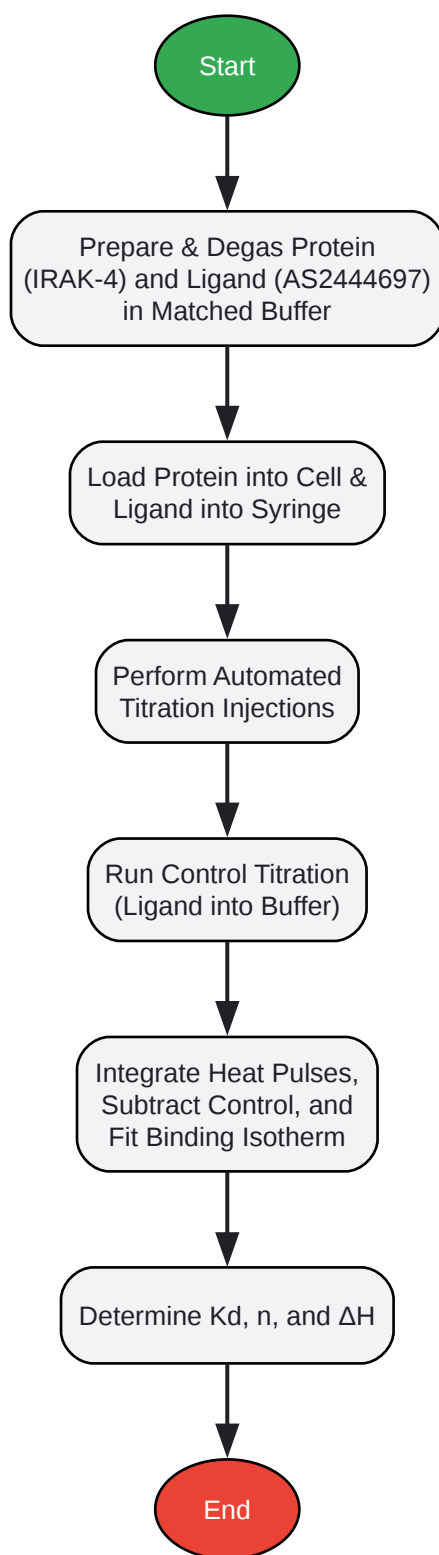 Start
Prepare & Degas Protein
(IRAK-4) and Ligand (AS2444697)
in Matched Buffer
Load Protein into Cell &
Ligand into Syringe
Perform Automated
Titration Injections
Run Control Titration
(Ligand into Buffer)
Integrate Heat Pulses,
Subtract Control, and
Fit Binding Isotherm
Determine Kd, n, and ΔH
End